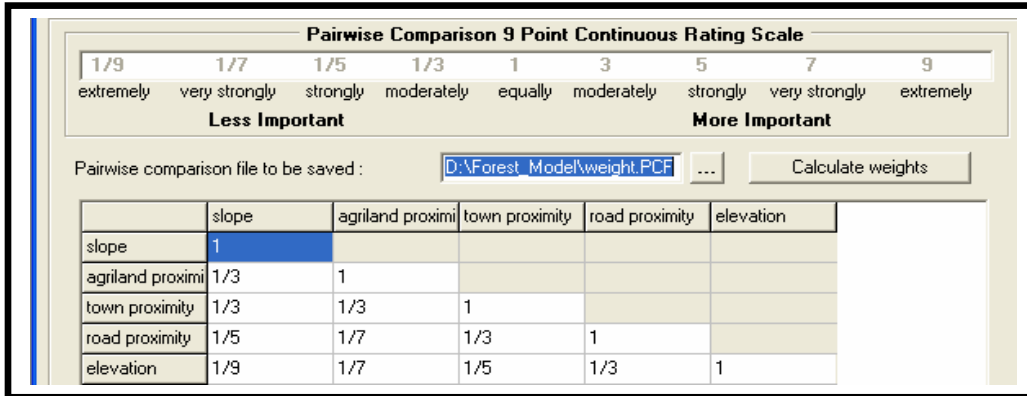 Pairwise Comparison 9 Point Continuous Rating Scale
1/9 1/7 1/5 1/3 1 3 5 7 9
extremely very strongly strongly moderately equally moderately strongly very strongly extremely
Less Important More Important
Pairwise comparison file to be saved : D:\Forest_Model\weight.PCF ... Calculate weights
slope agriland proximi town proximity road proximity elevation
slope 1
agriland proximi 1/3 1
town proximity 1/3 1/3 1
road proximity 1/5 1/7 1/3 1
elevation 1/9 1/7 1/5 1/3 1